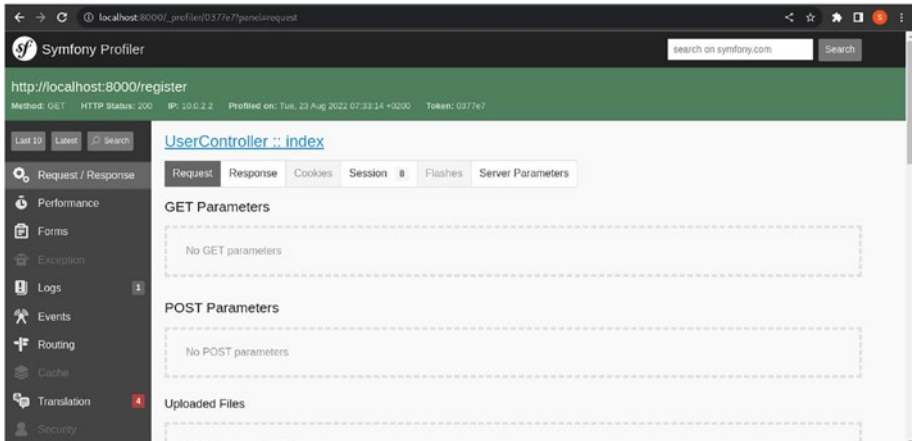 localhost:8000/_profiler/0377e7?panel=request
S
sf Symfony Profiler
search on symfony.com
Search
http://localhost:8000/register
Method: GET HTTP Status: 200 IP: 10.0.2.2 Profiled on: Tue, 23 Aug 2022 07:33:14 +0200 Token: 0377e7
Last 10 Latest Search
UserController :: index
Request / Response
Request Response Cookies Session 8 Flashes Server Parameters
Performance
GET Parameters
Forms
No GET parameters
Exception
Logs 1
POST Parameters
Events
Routing
No POST parameters
Cache
Translation 4
Uploaded Files
Security